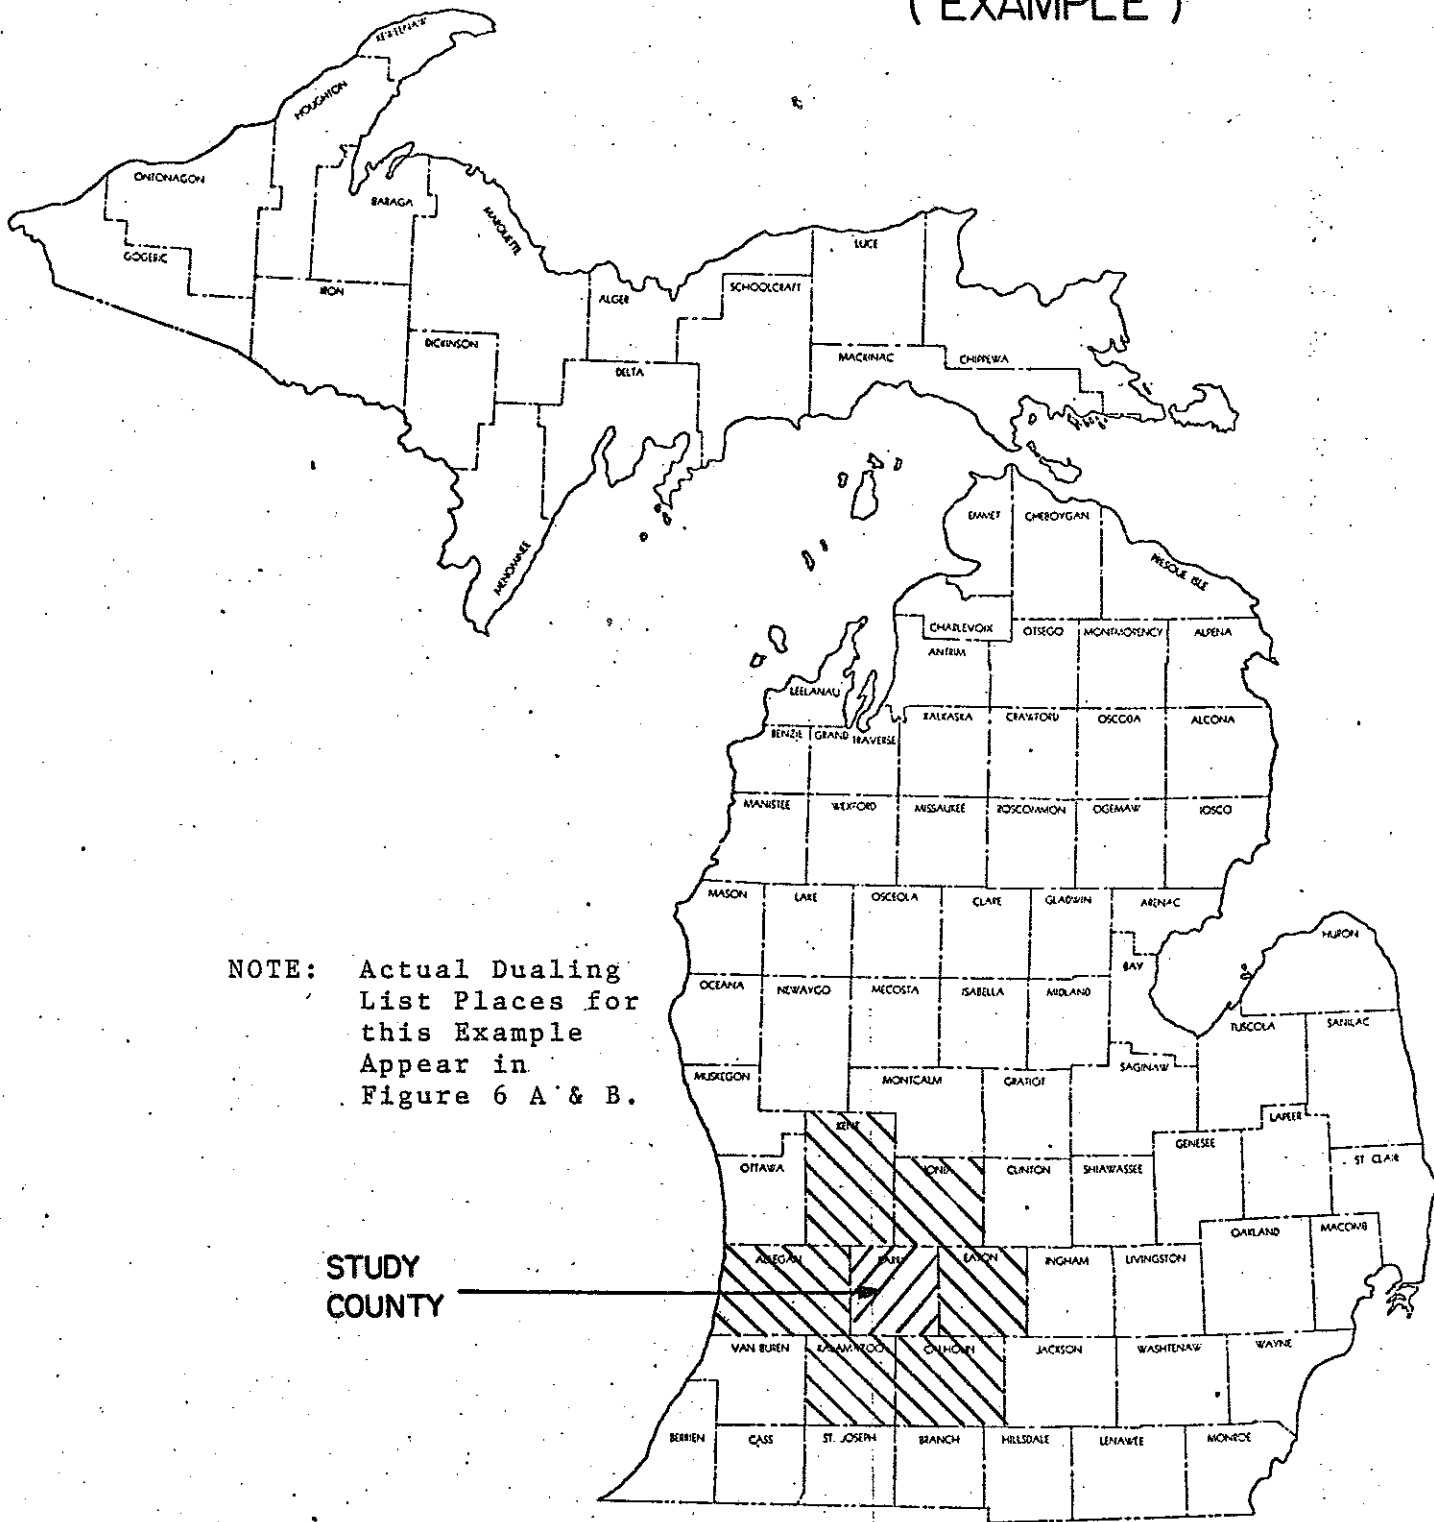 ( EXAMPLE )
KEWEENAW
HOUGHTON
ONTONAGON
BARAGA
MARQUETTE
LUCE
GOGEBIC
IRON
ALGER
SCHOOLCRAFT
DICKINSON
DELTA
MACKINAC
CHIPPEWA
MENOMINEE
EMMET
CHEBOYGAN
PRESQUE ISLE
CHARLEVOIX
OTSEGO
MONTMORENCY
ALPENA
ANTRIM
LEELANAU
KALKASKA
CRAWFORD
OSCODA
ALCONA
BENZIE
GRAND TRAVERSE
MANISTEE
WEXFORD
MISSAUKEE
ROSCOMMON
OGEMAW
IOSCO
MASON
LAKE
OSCEOLA
CLARE
GLADWIN
ARENAC
HURON
NOTE: Actual Dualing
List Places for
this Example
Appear in
Figure 6 A & B.
BAY
OCEANA
NEWAYGO
MECOSTA
ISABELLA
MIDLAND
TUSCOLA
SANILAC
MUSKEGON
MONTCALM
GRATIOT
SAGINAW
LAPEER
KENT
GENESEE
OTTAWA
IONIA
CLINTON
SHIAWASSEE
ST CLAIR
OAKLAND
MACOMB
ALLEGAN
BARRY
EATON
INGHAM
LIVINGSTON
STUDY
COUNTY
VAN BUREN
KALAMAZOO
CALHOUN
JACKSON
WASHTENAW
WAYNE
BERRIEN
CASS
ST. JOSEPH
BRANCH
HILLSDALE
LENAWEE
MONROE